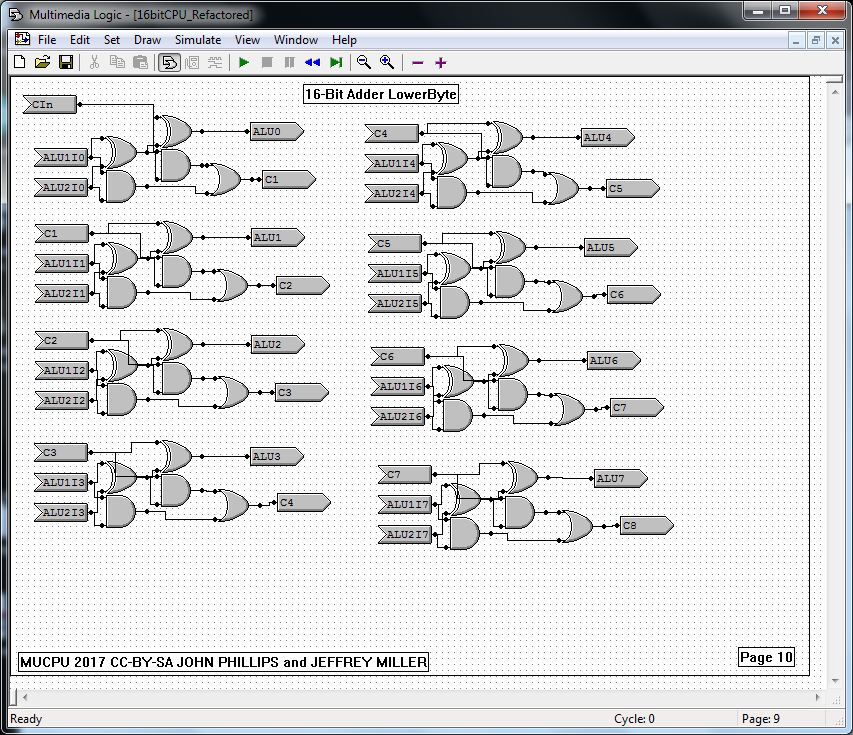 Multimedia Logic - [16bitCPU_Refactored]
File Edit Set Draw Simulate View Window Help
16-Bit Adder LowerByte
CIn
ALU0
ALU1I0
ALU2I0
C1
C1
ALU1
ALU1I1
ALU2I1
C2
C2
ALU2
ALU1I2
ALU2I2
C3
C3
ALU3
ALU1I3
ALU2I3
C4
C4
ALU4
ALU1I4
ALU2I4
C5
C5
ALU5
ALU1I5
ALU2I5
C6
C6
ALU6
ALU1I6
ALU2I6
C7
C7
ALU7
ALU1I7
ALU2I7
C8
MUCPU 2017 CC-BY-SA JOHN PHILLIPS and JEFFREY MILLER
Page 10
Ready Cycle: 0 Page: 9